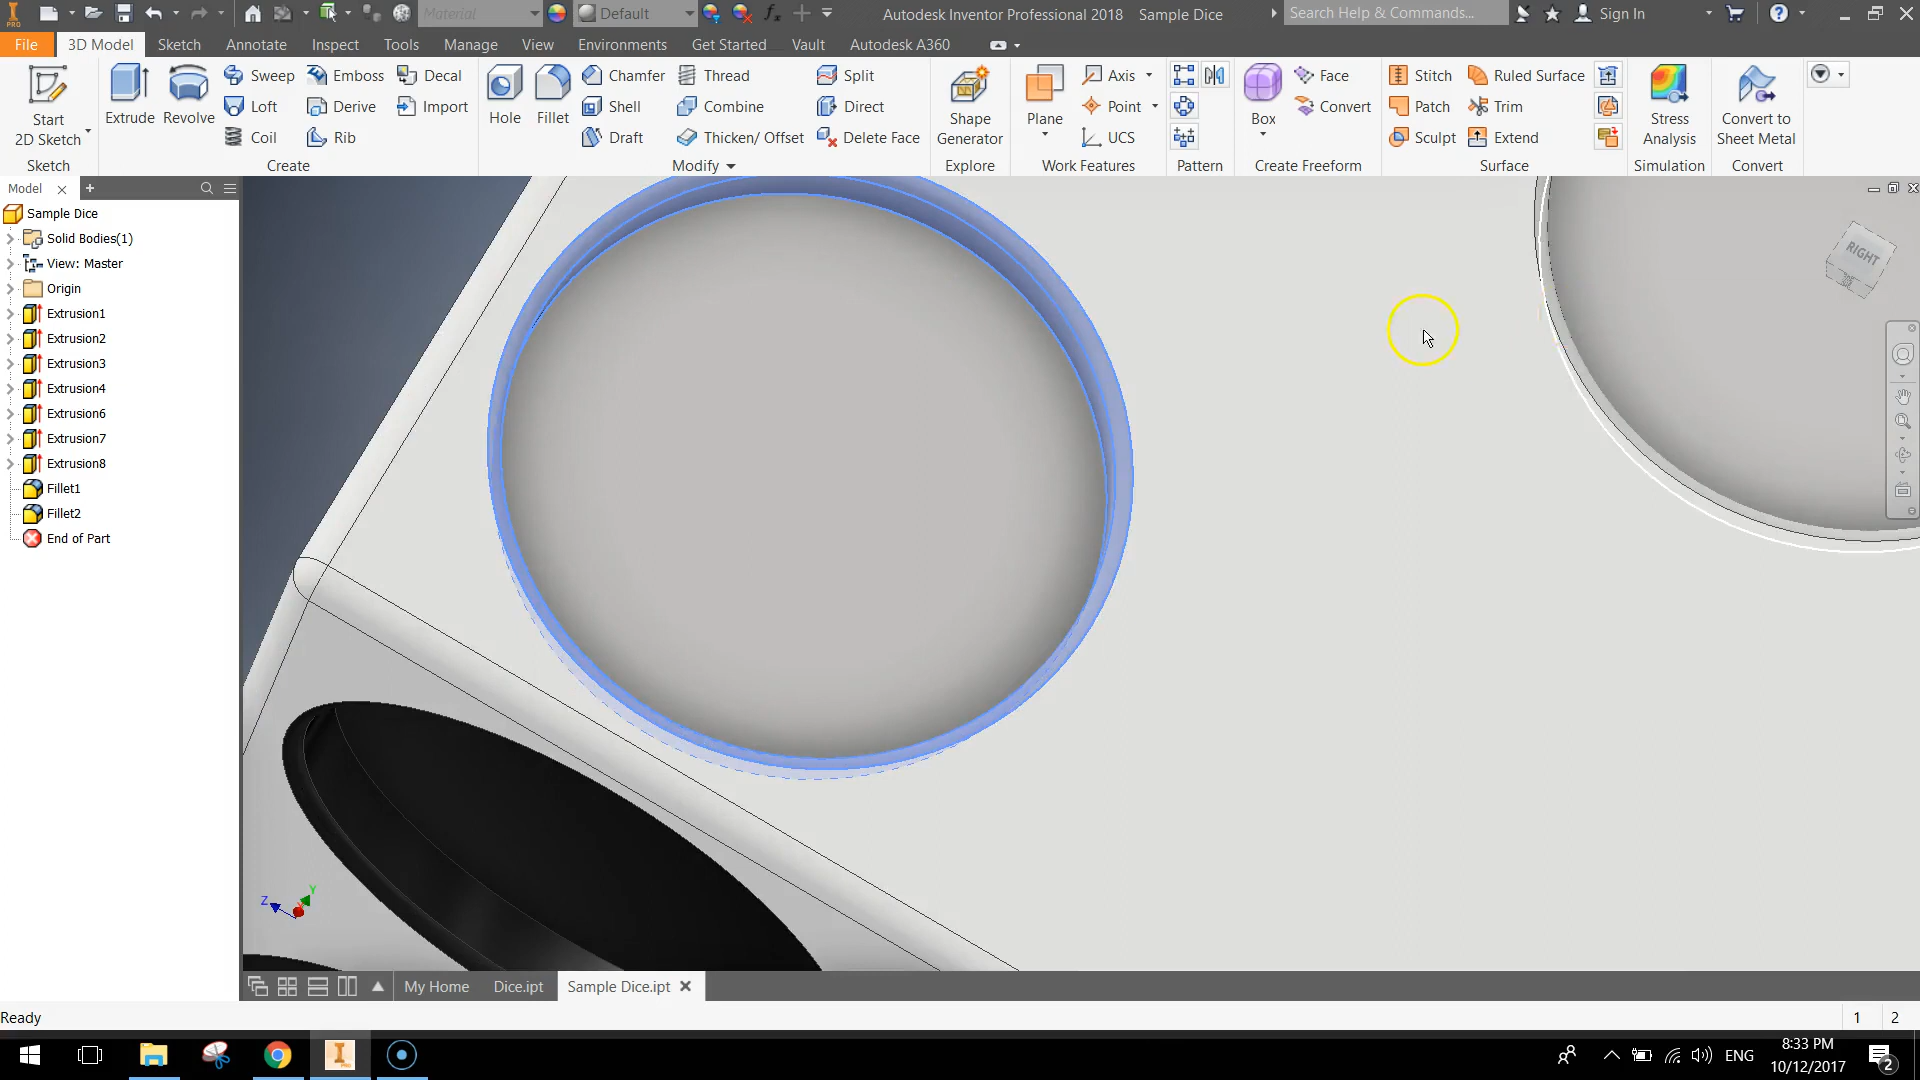 PRO
Material
Default
Autodesk Inventor Professional 2018 Sample Dice
Search Help & Commands...
Sign In
File
3D Model
Sketch
Annotate
Inspect
Tools
Manage
View
Environments
Get Started
Vault
Autodesk A360
Start
2D Sketch
Extrude
Revolve
Sweep
Loft
Coil
Emboss
Derive
Rib
Decal
Import
Hole
Fillet
Chamfer
Shell
Draft
Thread
Combine
Thicken/ Offset
Split
Direct
Delete Face
Shape
Generator
Plane
Axis
Point
UCS
Box
Face
Convert
Stitch
Patch
Sculpt
Ruled Surface
Trim
Extend
Stress
Analysis
Convert to
Sheet Metal
Sketch
Create
Modify
Explore
Work Features
Pattern
Create Freeform
Surface
Simulation
Convert
Model
Sample Dice
Solid Bodies(1)
View: Master
Origin
Extrusion1
Extrusion2
Extrusion3
Extrusion4
Extrusion6
Extrusion7
Extrusion8
Fillet1
Fillet2
End of Part
RIGHT
Z
Y
My Home
Dice.ipt
Sample Dice.ipt
Ready
1
2
ENG
8:33 PM
10/12/2017
2